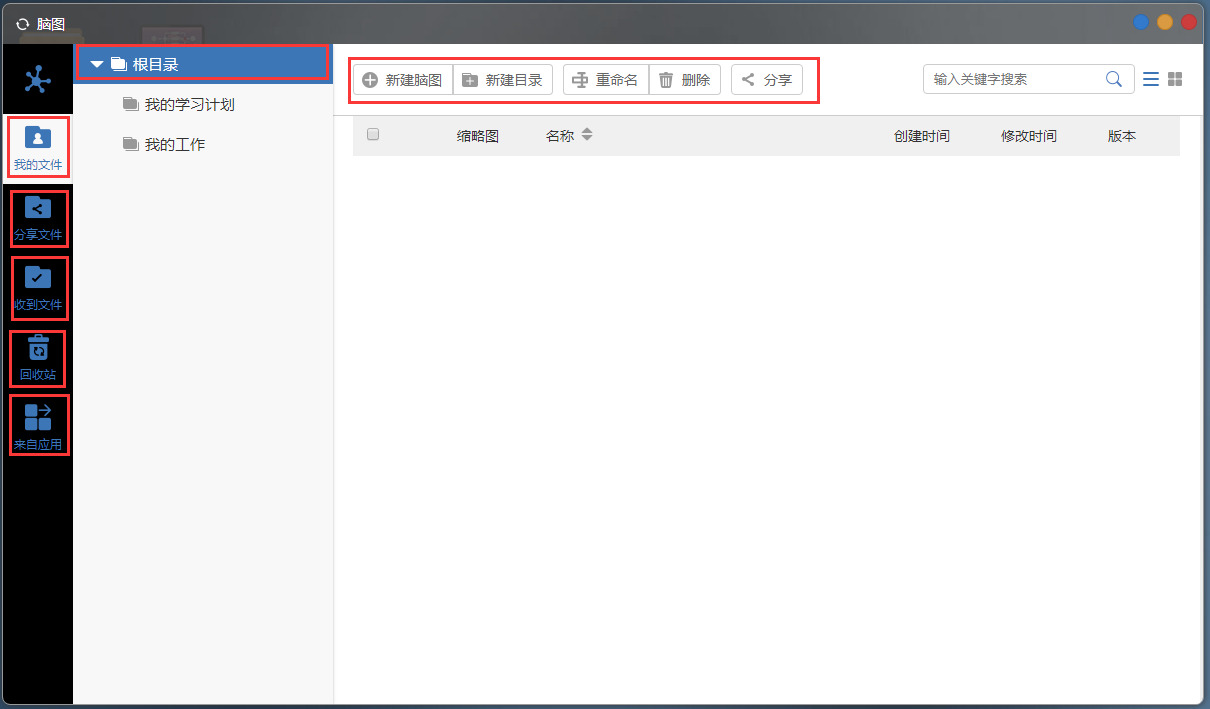 脑图
我的文件
分享文件
收到文件
回收站
来自应用
根目录
我的学习计划
我的工作
新建脑图 新建目录 重命名 删除 分享 输入关键字搜索
缩略图 名称 创建时间 修改时间 版本